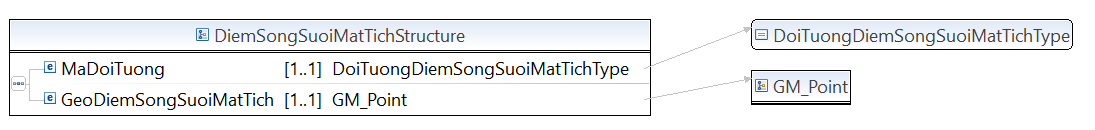 DiemSongSuoiMatTichStructure
MaDoiTuong [1..1] DoiTuongDiemSongSuoiMatTichType
GeoDiemSongSuoiMatTich [1..1] GM_Point
DoiTuongDiemSongSuoiMatTichType
GM_Point